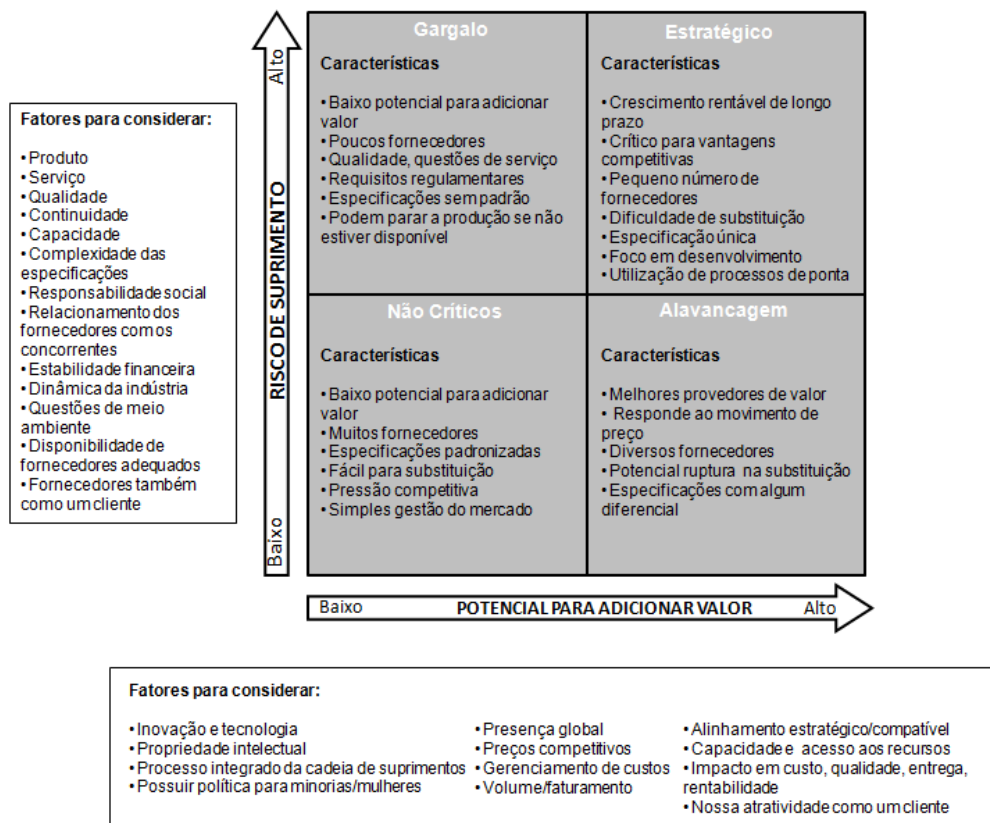 Gargalo
Características
• Baixo potencial para adicionar
valor
• Poucos fornecedores
• Qualidade, questões de serviço
• Requisitos regulamentares
• Especificações sem padrão
• Podem parar a produção se não
estiver disponível
Estratégico
Características
• Crescimento rentável de longo
prazo
• Crítico para vantagens
competitivas
• Pequeno número de
fornecedores
• Dificuldade de substituição
• Especificação única
• Foco em desenvolvimento
• Utilização de processos de ponta
Alto
RISCO DE SUPRIMENTO
Baixo
Fatores para considerar:
• Produto
• Serviço
• Qualidade
• Continuidade
• Capacidade
• Complexidade das
especificações
• Responsabilidade social
• Relacionamento dos
fornecedores com os
concorrentes
• Estabilidade financeira
• Dinâmica da indústria
• Questões de meio
ambiente
• Disponibilidade de
fornecedores adequados
• Fornecedores também
como um cliente
Não Críticos
Características
• Baixo potencial para adicionar
valor
• Muitos fornecedores
• Especificações padronizadas
• Fácil para substituição
• Pressão competitiva
• Simples gestão do mercado
Alavancagem
Características
• Melhores provedores de valor
• Responde ao movimento de
preço
• Diversos fornecedores
• Potencial ruptura na substituição
• Especificações com algum
diferencial
Baixo POTENCIAL PARA ADICIONAR VALOR Alto
Fatores para considerar:
• Inovação e tecnologia
• Propriedade intelectual
• Processo integrado da cadeia de suprimentos
• Possuir política para minorias/mulheres
• Presença global
• Preços competitivos
• Gerenciamento de custos
• Volume/faturamento
• Alinhamento estratégico/compatível
• Capacidade e acesso aos recursos
• Impacto em custo, qualidade, entrega,
rentabilidade
• Nossa atratividade como um cliente